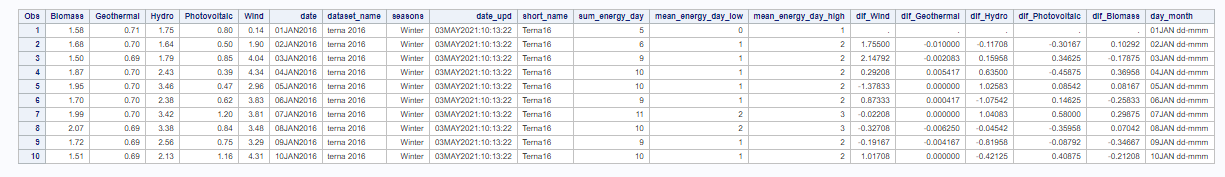 Obs Biomass Geothermal Hydro Photovoltaic Wind date dataset_name seasons date_upd short_name sum_energy_day mean_energy_day_low mean_energy_day_high dif_Wind dif_Geothermal dif_Hydro dif_Photovoltaic dif_Biomass day_month
1 1.58 0.71 1.75 0.80 0.14 01JAN2016 terna 2016 Winter 03MAY2021:10:13:22 Terna16 5 0 1 . . . . . 01JAN dd-mmm
2 1.68 0.70 1.64 0.50 1.90 02JAN2016 terna 2016 Winter 03MAY2021:10:13:22 Terna16 6 1 2 1.75500 -0.010000 -0.11708 -0.30167 0.10292 02JAN dd-mmm
3 1.50 0.69 1.79 0.85 4.04 03JAN2016 terna 2016 Winter 03MAY2021:10:13:22 Terna16 9 1 2 2.14792 -0.002083 0.15958 0.34625 -0.17875 03JAN dd-mmm
4 1.87 0.70 2.43 0.39 4.34 04JAN2016 terna 2016 Winter 03MAY2021:10:13:22 Terna16 10 1 2 0.29208 0.005417 0.63500 -0.45875 0.36958 04JAN dd-mmm
5 1.95 0.70 3.46 0.47 2.96 05JAN2016 terna 2016 Winter 03MAY2021:10:13:22 Terna16 10 1 2 -1.37833 0.000000 1.02583 0.08542 0.08167 05JAN dd-mmm
6 1.70 0.70 2.38 0.62 3.83 06JAN2016 terna 2016 Winter 03MAY2021:10:13:22 Terna16 9 1 2 0.87333 0.000417 -1.07542 0.14625 -0.25833 06JAN dd-mmm
7 1.99 0.70 3.42 1.20 3.81 07JAN2016 terna 2016 Winter 03MAY2021:10:13:22 Terna16 11 2 3 -0.02208 0.000000 1.04083 0.58000 0.29875 07JAN dd-mmm
8 2.07 0.69 3.38 0.84 3.48 08JAN2016 terna 2016 Winter 03MAY2021:10:13:22 Terna16 10 2 3 -0.32708 -0.006250 -0.04542 -0.35958 0.07042 08JAN dd-mmm
9 1.72 0.69 2.56 0.75 3.29 09JAN2016 terna 2016 Winter 03MAY2021:10:13:22 Terna16 9 1 2 -0.19167 -0.004167 -0.81958 -0.08792 -0.34667 09JAN dd-mmm
10 1.51 0.69 2.13 1.16 4.31 10JAN2016 terna 2016 Winter 03MAY2021:10:13:22 Terna16 10 1 2 1.01708 0.000000 -0.42125 0.40875 -0.21208 10JAN dd-mmm